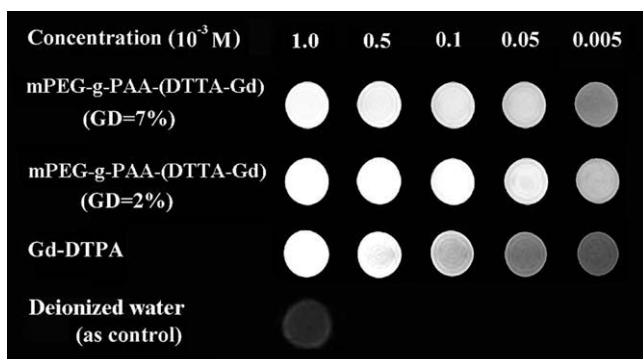 Concentration (10⁻³ M) 1.0 0.5 0.1 0.05 0.005
mPEG-g-PAA-(DTTA-Gd)
(GD=7%)
mPEG-g-PAA-(DTTA-Gd)
(GD=2%)
Gd-DTPA
Deionized water
(as control)